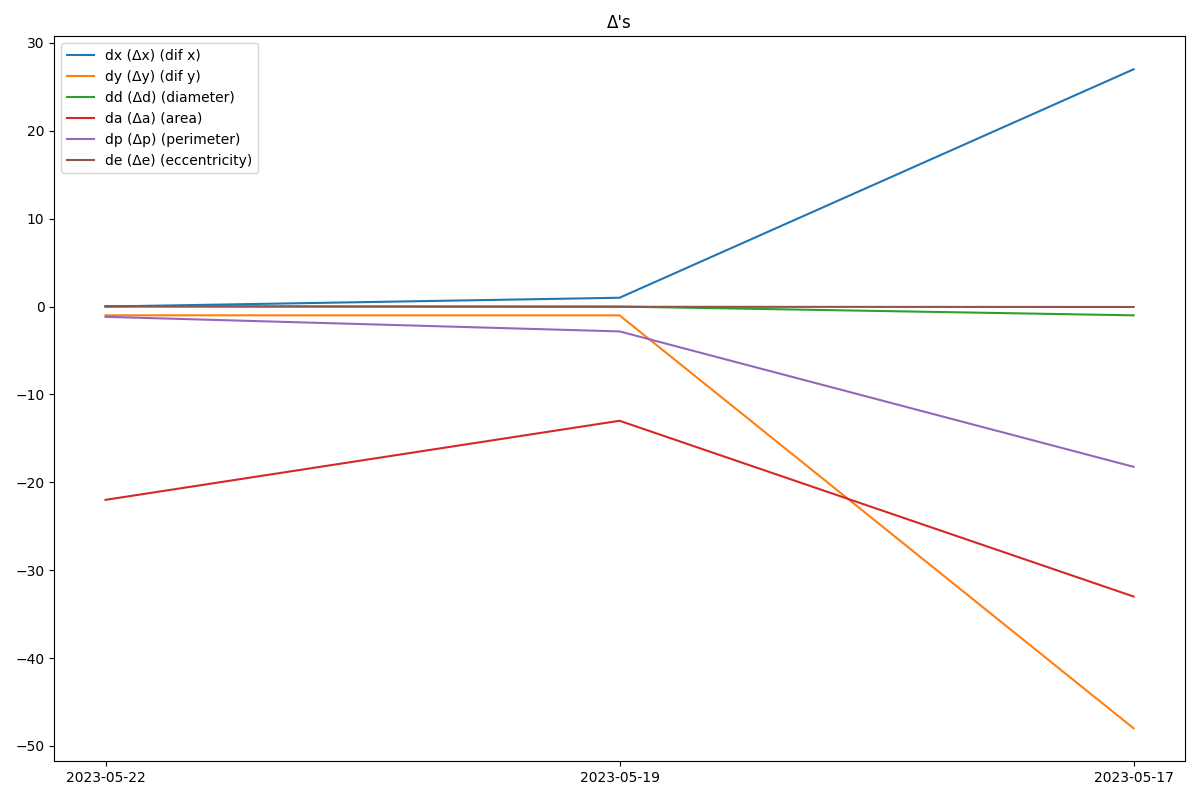 Δ's
dx (Δx) (dif x)
dy (Δy) (dif y)
dd (Δd) (diameter)
da (Δa) (area)
dp (Δp) (perimeter)
de (Δe) (eccentricity)
30
20
10
0
−10
−20
−30
−40
−50
2023-05-22 2023-05-19 2023-05-17